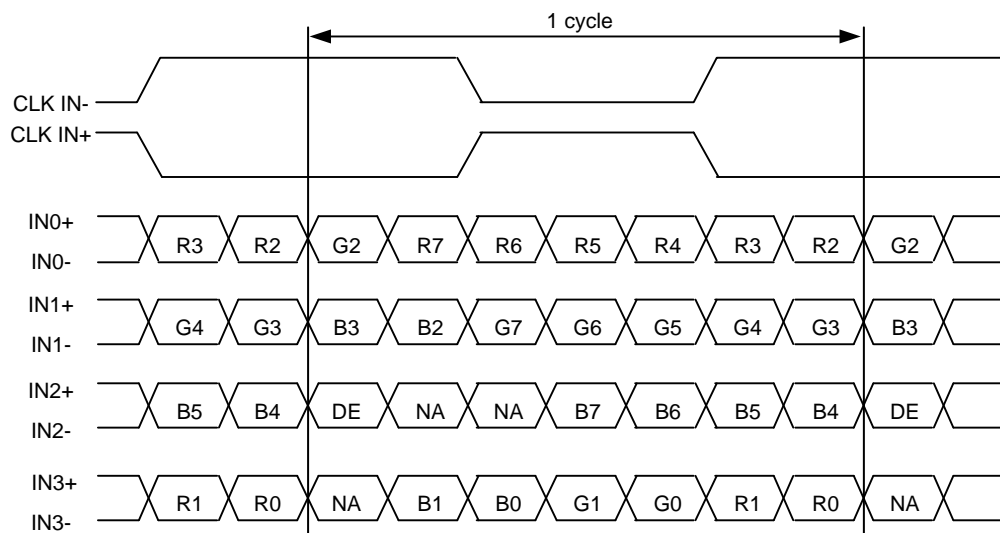 1 cycle
CLK IN-
CLK IN+
IN0+
R3 R2 G2 R7 R6 R5 R4 R3 R2 G2
IN0-
IN1+
G4 G3 B3 B2 G7 G6 G5 G4 G3 B3
IN1-
IN2+
B5 B4 DE NA NA B7 B6 B5 B4 DE
IN2-
IN3+
R1 R0 NA B1 B0 G1 G0 R1 R0 NA
IN3-